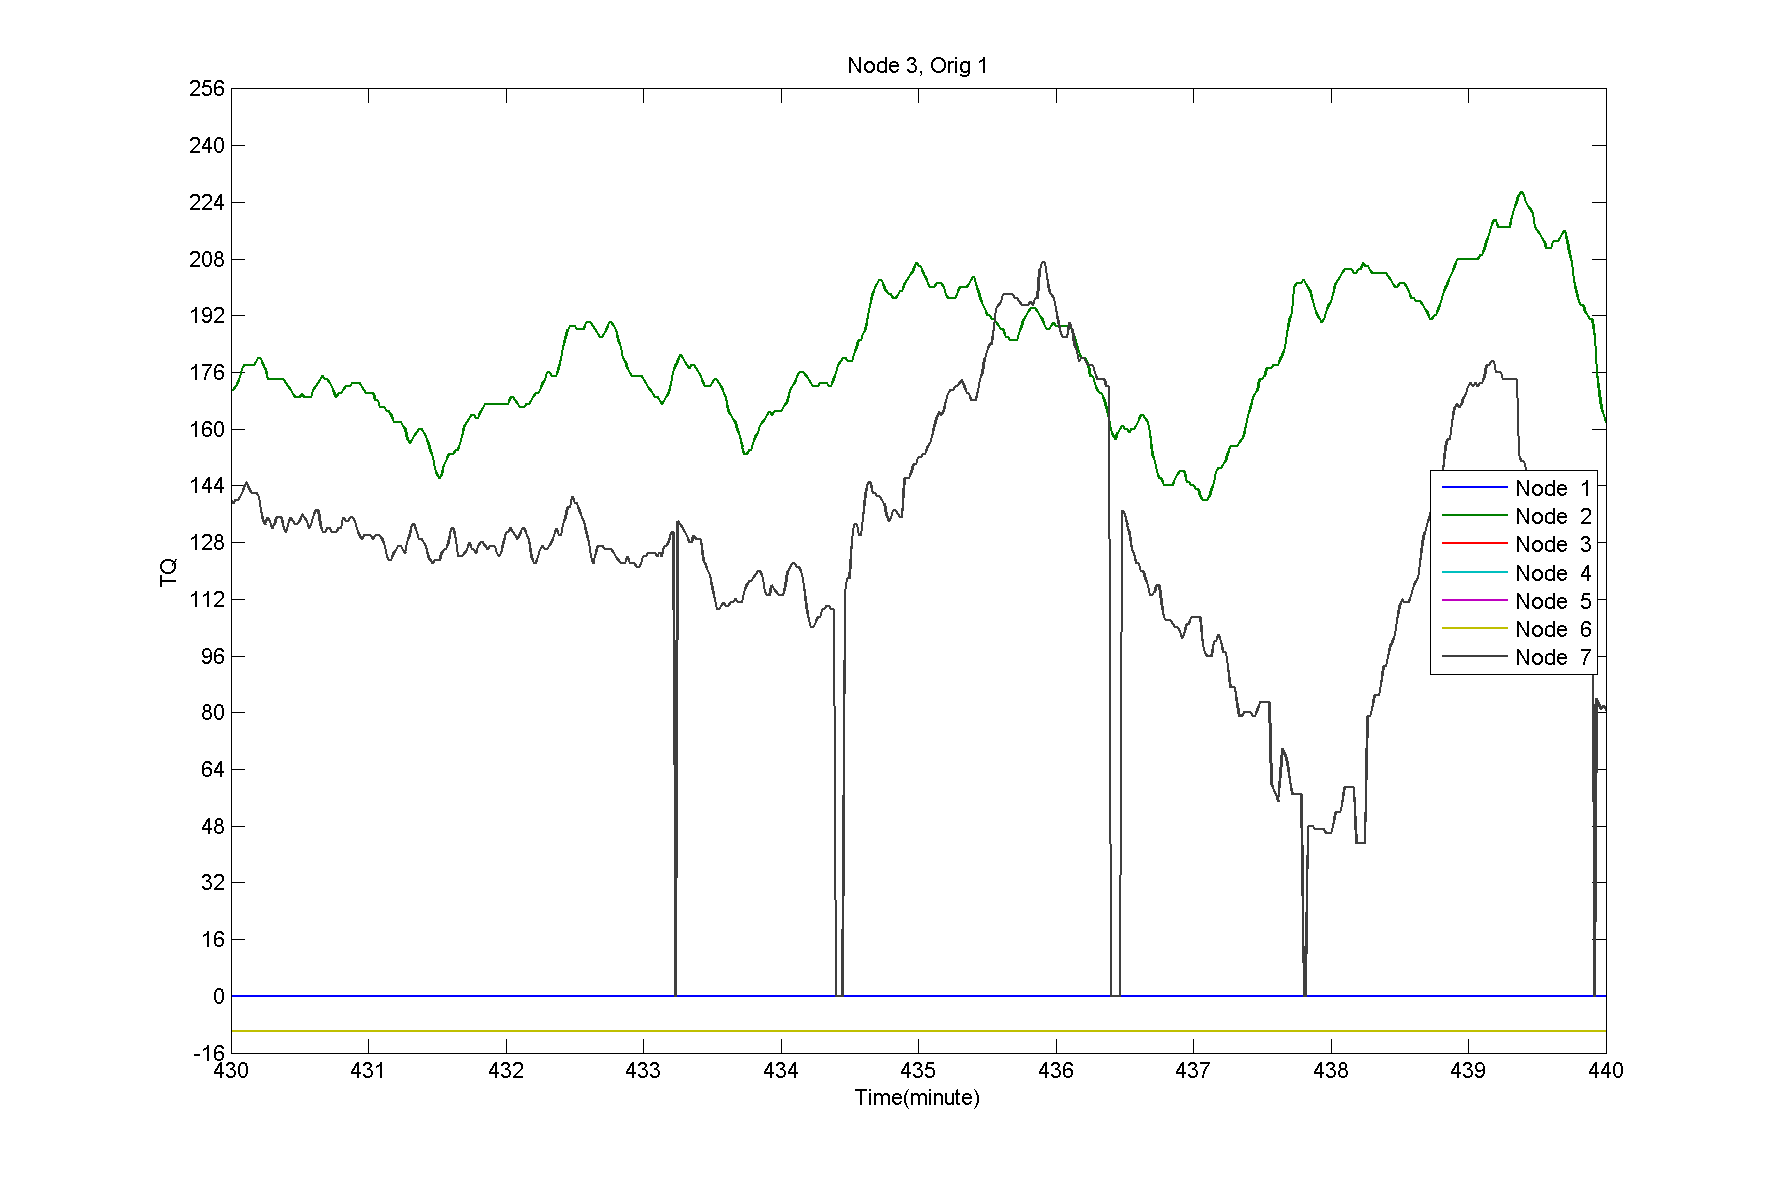 Node 3, Orig 1
256
240
224
208
192
176
160
144
128
112
96
80
64
48
32
16
0
-16
TQ
430 431 432 433 434 435 436 437 438 439 440
Time(minute)
Node 1
Node 2
Node 3
Node 4
Node 5
Node 6
Node 7